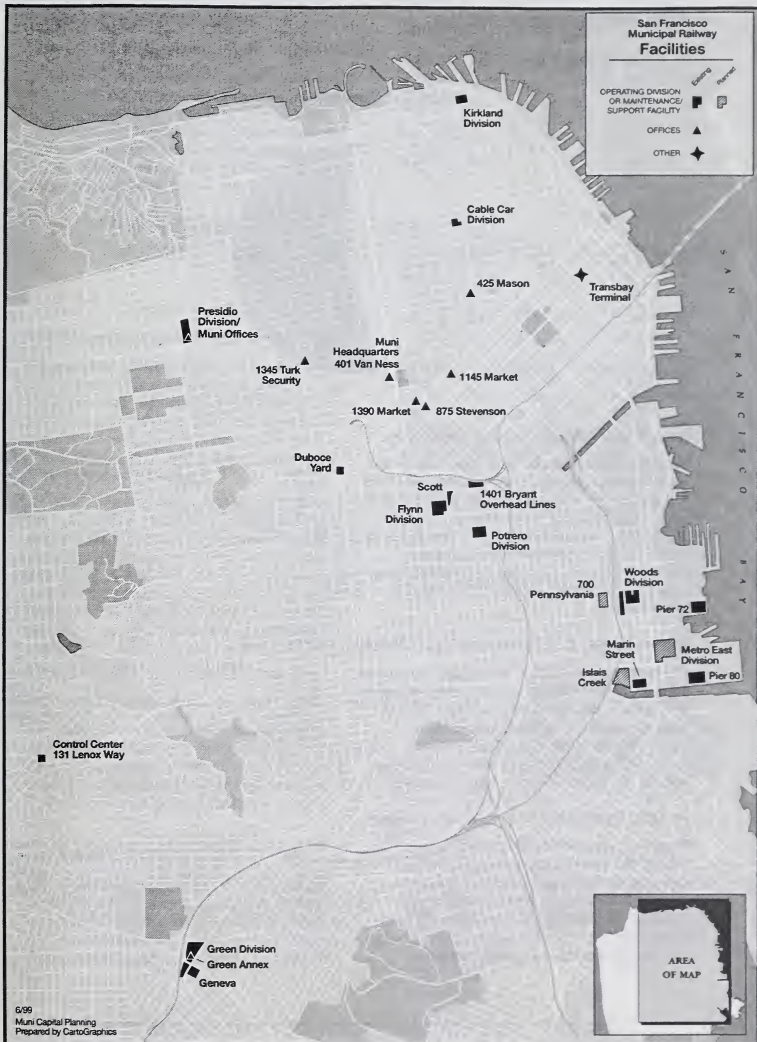 San Francisco
Municipal Railway
Facilities
Existing
Planned
OPERATING DIVISION
OR MAINTENANCE/
SUPPORT FACILITY
OFFICES
OTHER
Kirkland
Division
Cable Car
Division
425 Mason
Transbay
Terminal
SAN FRANCISCO BAY
Presidio
Division/
Muni Offices
1345 Turk
Security
Muni
Headquarters
401 Van Ness
1145 Market
1390 Market
875 Stevenson
Duboce
Yard
Scott
Flynn
Division
1401 Bryant
Overhead Lines
Potrero
Division
700
Pennsylvania
Woods
Division
Pier 72
Marin
Street
Metro East
Division
Islais
Creek
Pier 80
Control Center
131 Lenox Way
Green Division
Green Annex
Geneva
AREA
OF MAP
6/99
Muni Capital Planning
Prepared by CartoGraphics